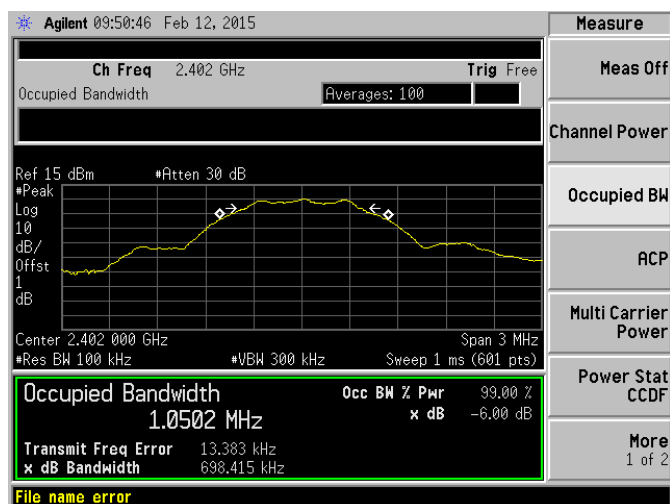 Agilent 09:50:46 Feb 12, 2015
Measure
Ch Freq 2.402 GHz Trig Free
Occupied Bandwidth Averages: 100
Meas Off
Channel Power
Occupied BW
ACP
Multi Carrier
Power
Power Stat
CCDF
More
1 of 2
Ref 15 dBm #Atten 30 dB
#Peak
Log
10
dB/
Offst
1
dB
Center 2.402 000 GHz Span 3 MHz
#Res BW 100 kHz #VBW 300 kHz Sweep 1 ms (601 pts)
Occupied Bandwidth Occ BW % Pwr 99.00 %
1.0502 MHz x dB -6.00 dB
Transmit Freq Error 13.383 kHz
x dB Bandwidth 698.415 kHz
File name error